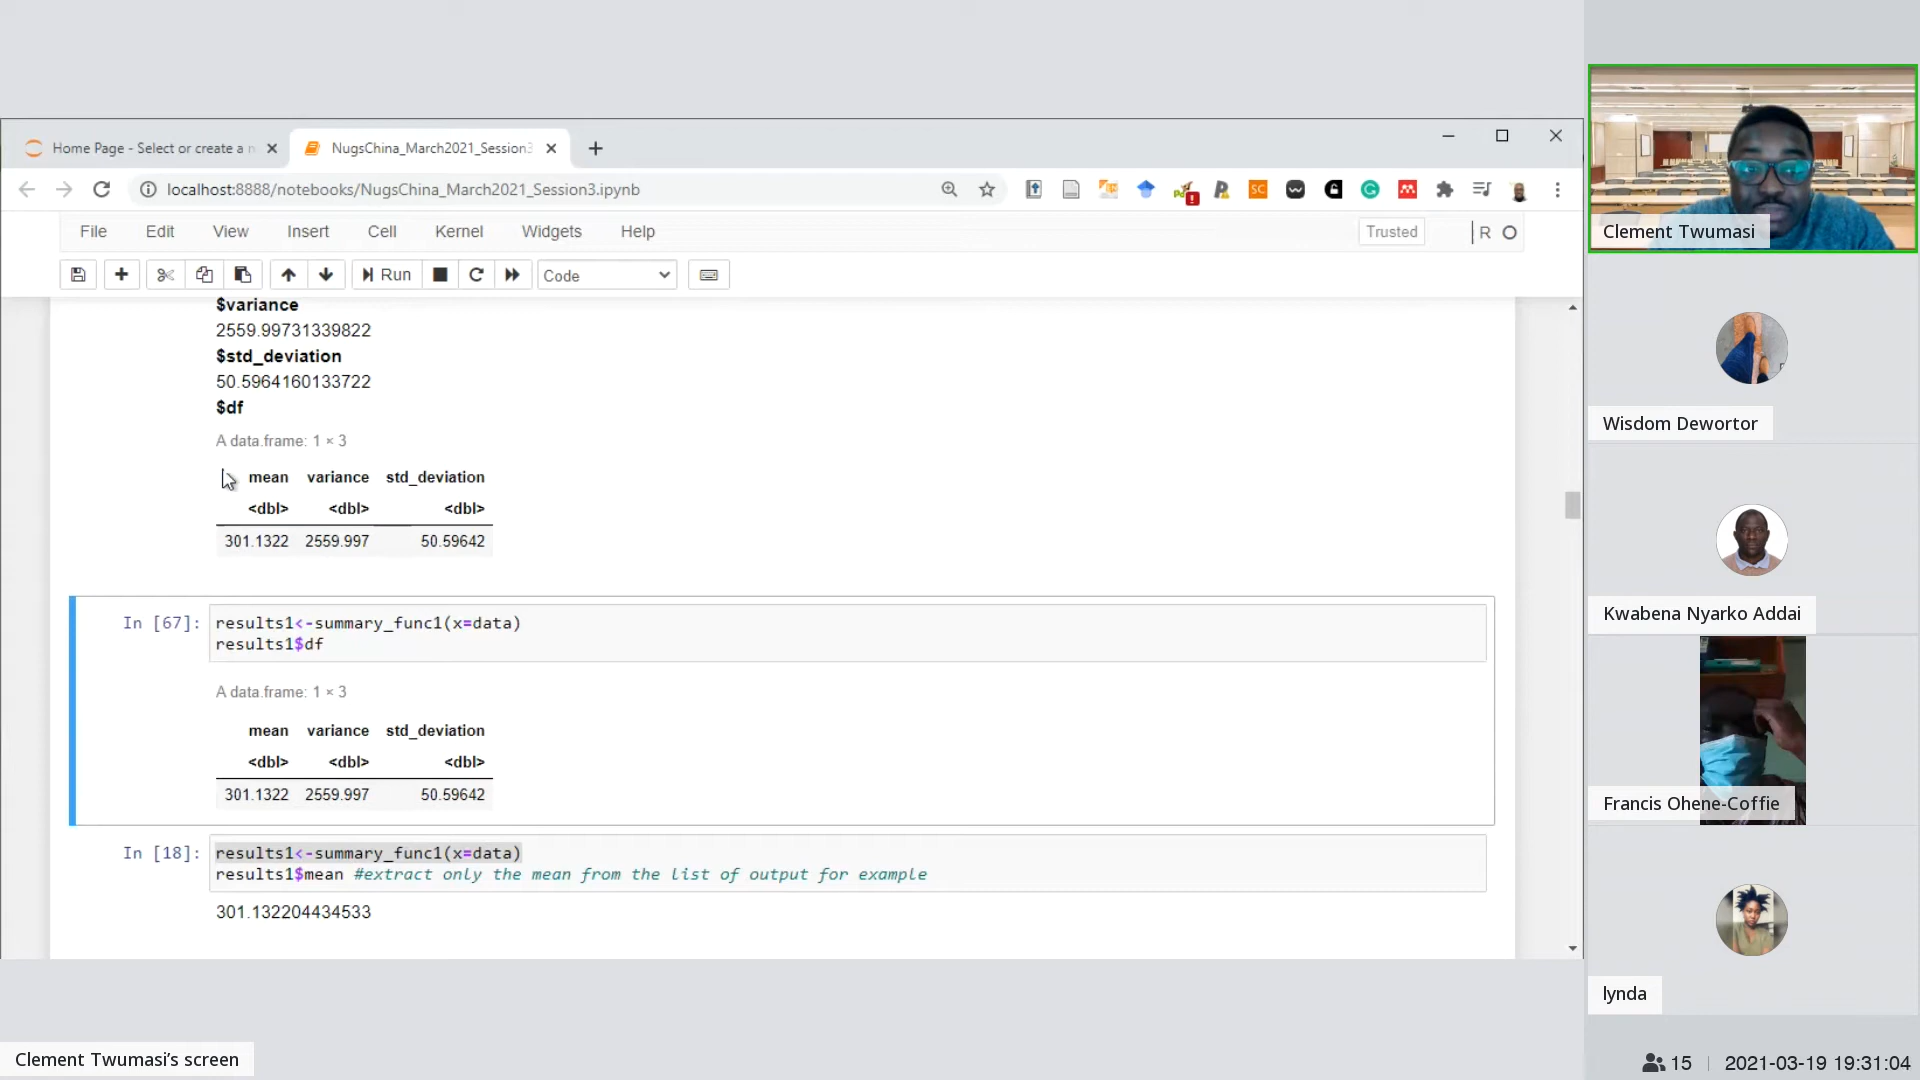 Home Page - Select or create a n
NugsChina_March2021_Session3
localhost:8888/notebooks/NugsChina_March2021_Session3.ipynb
SC
File Edit View Insert Cell Kernel Widgets Help
Trusted
R
Run
Code
$variance
2559.99731339822
$std_deviation
50.5964160133722
$df
A data.frame: 1 × 3
mean variance std_deviation
<dbl> <dbl> <dbl>
301.1322 2559.997 50.59642
In [67]: results1<-summary_func1(x=data)
results1$df
A data.frame: 1 × 3
mean variance std_deviation
<dbl> <dbl> <dbl>
301.1322 2559.997 50.59642
In [18]: results1<-summary_func1(x=data)
results1$mean #extract only the mean from the list of output for example
301.132204434533
Clement Twumasi
Wisdom Dewortor
Kwabena Nyarko Addai
Francis Ohene-Coffie
lynda
Clement Twumasi's screen
15 2021-03-19 19:31:04